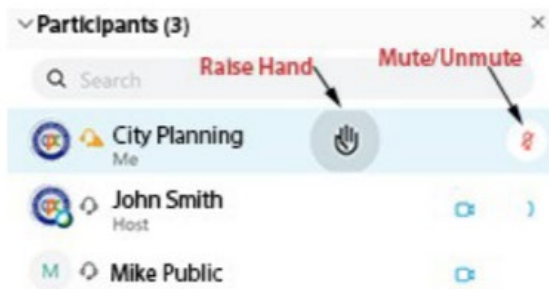 Participants (3)
Search
Raise Hand
Mute/Unmute
City Planning
Me
John Smith
Host
M
Mike Public